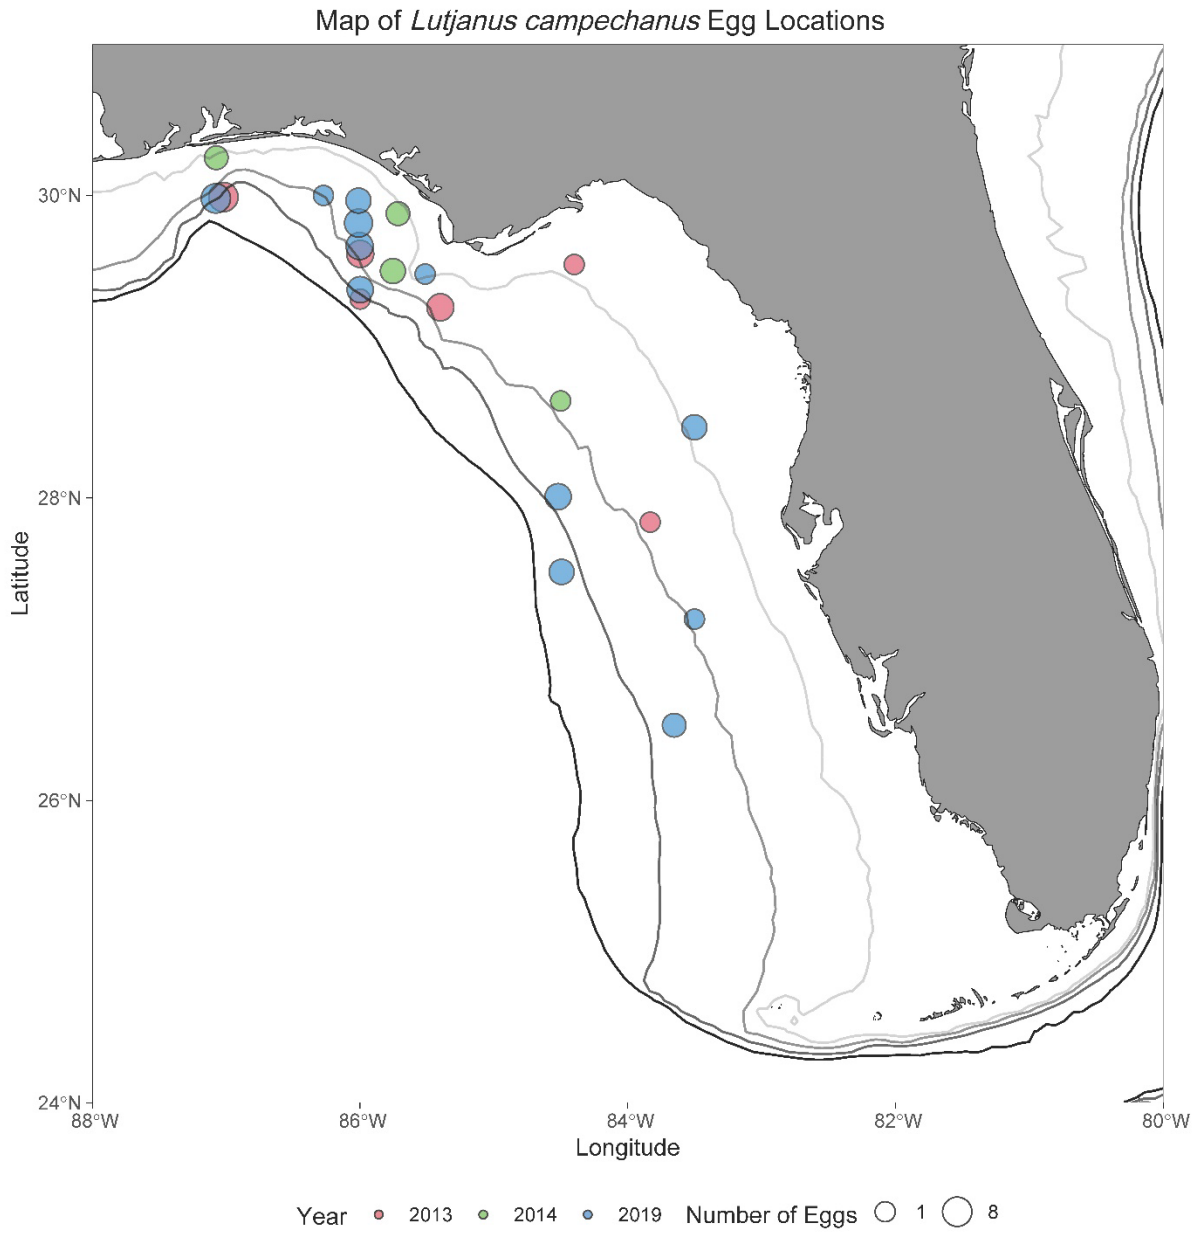 Map of Lutjanus campechanus Egg Locations
30°N
28°N
26°N
24°N
Latitude
88°W 86°W 84°W 82°W 80°W
Longitude
Year 2013 2014 2019 Number of Eggs 1 8